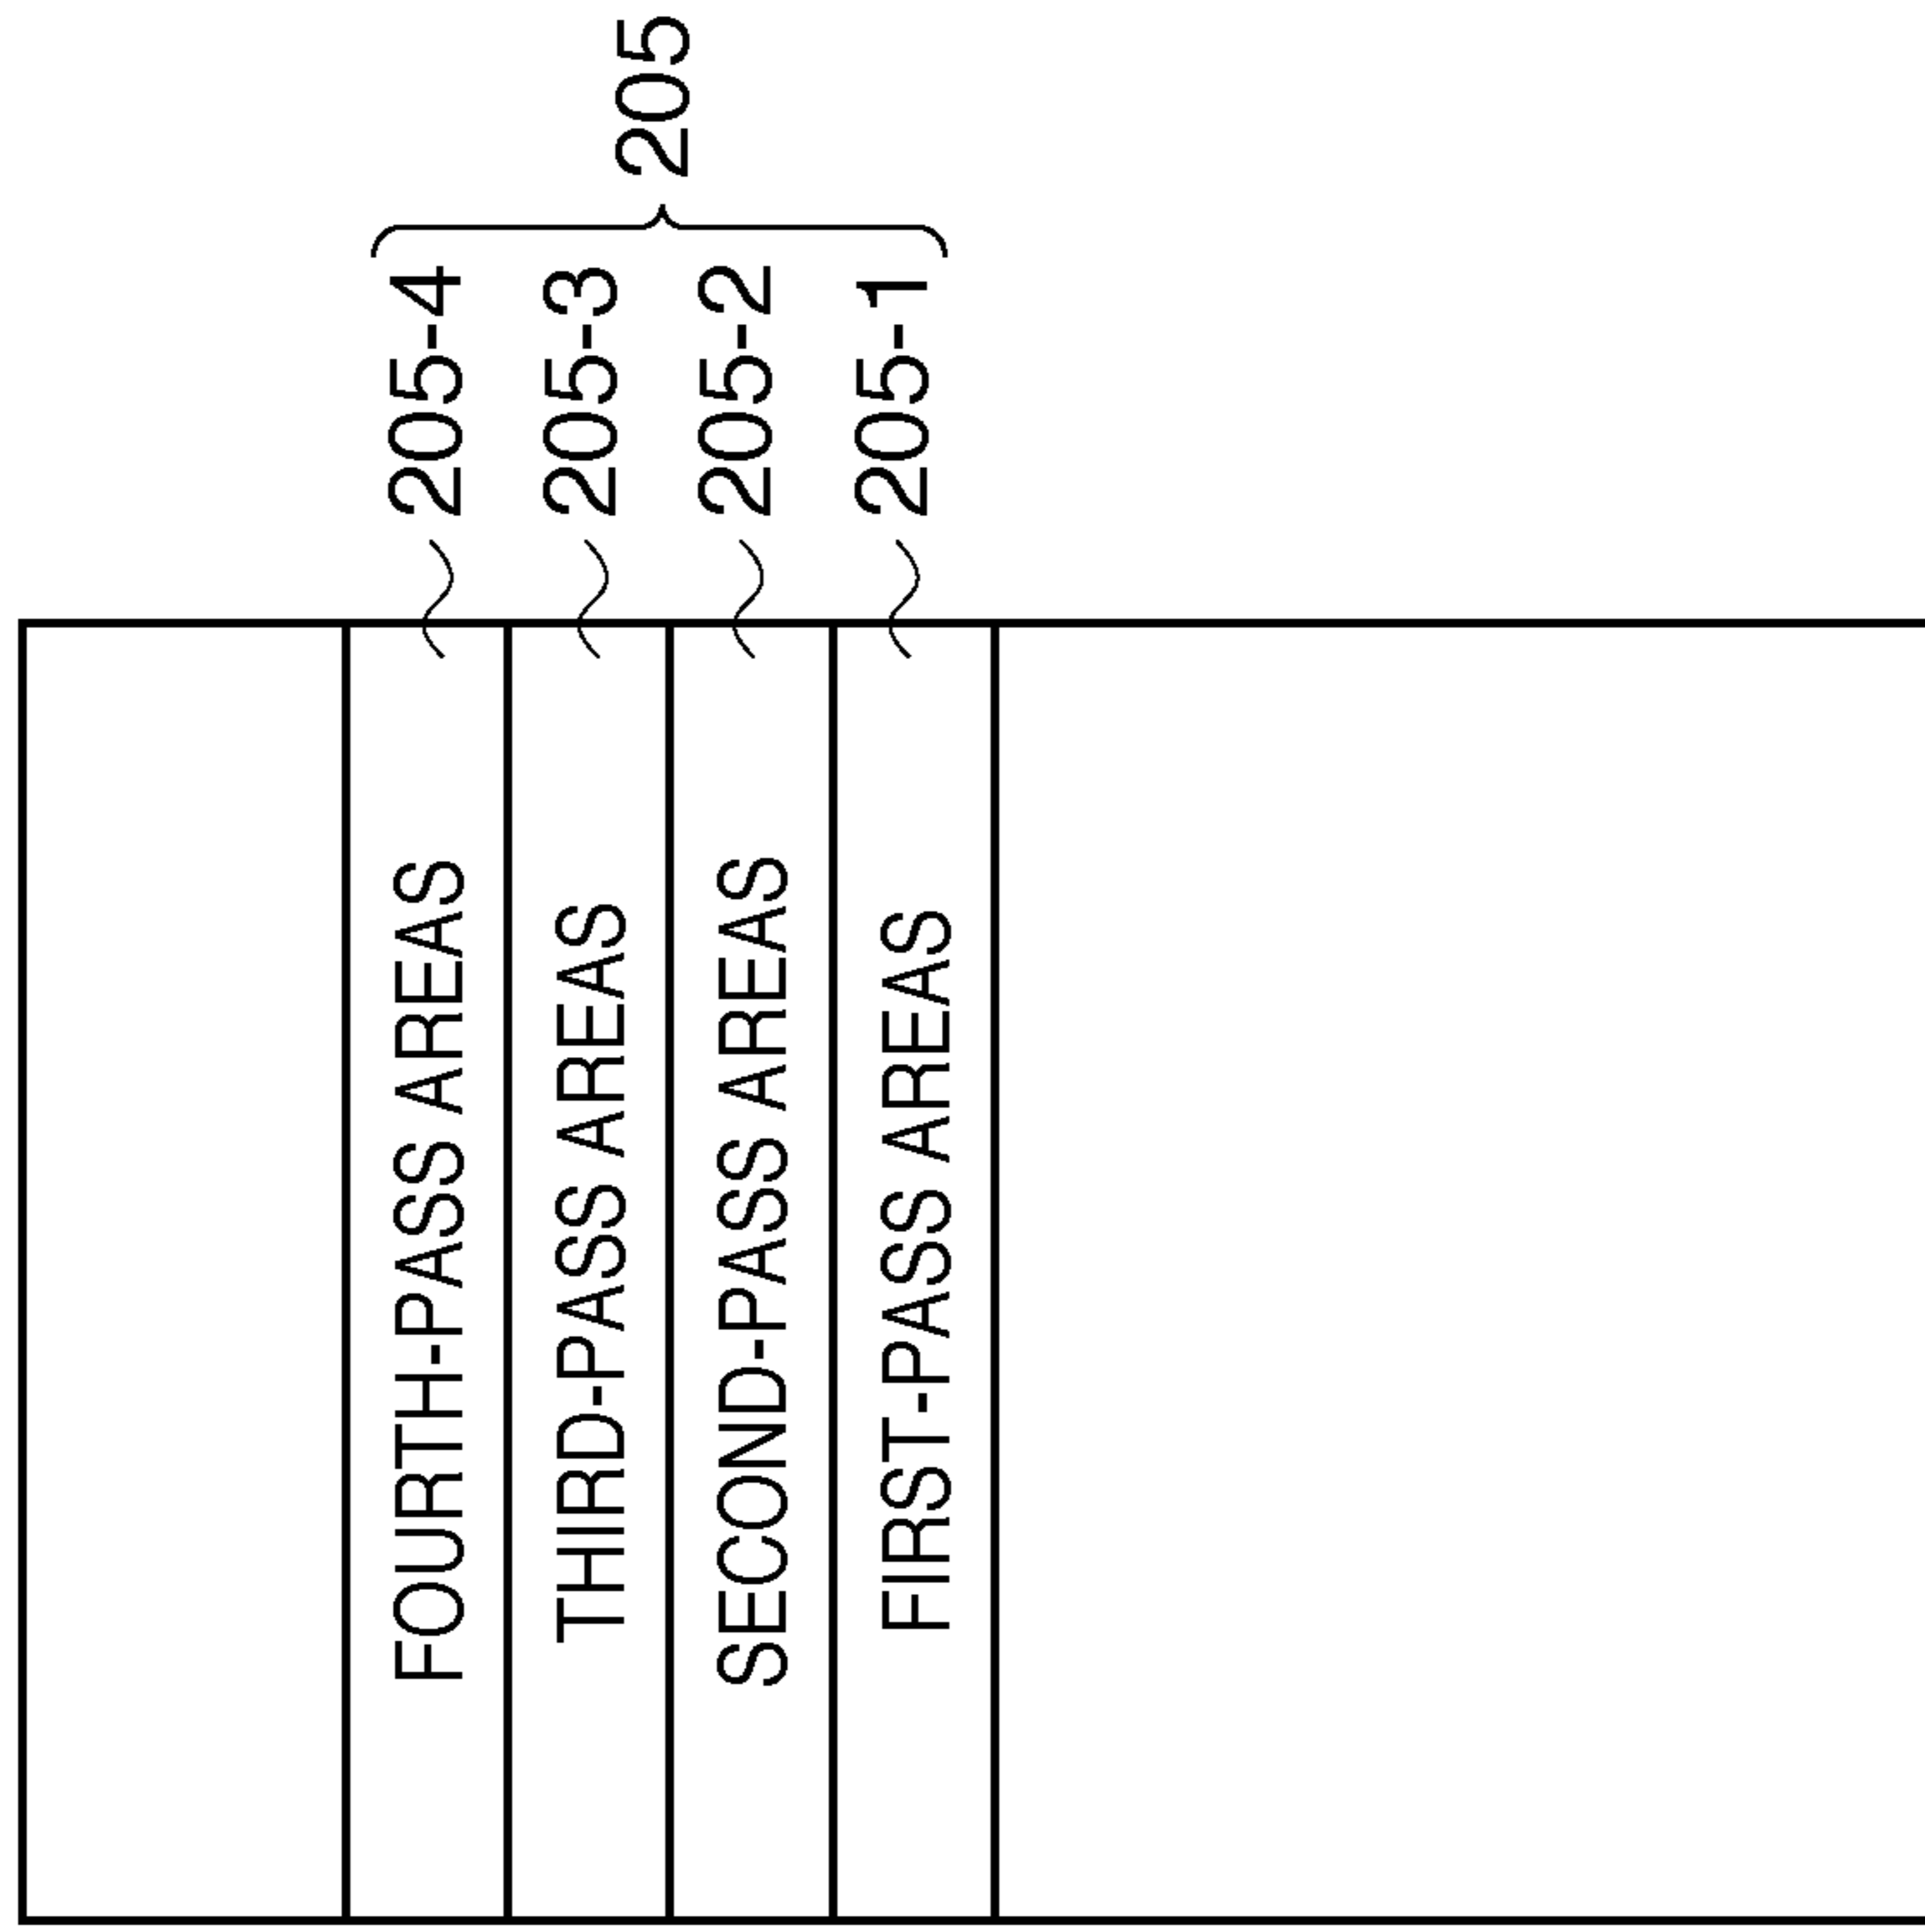 FOURTH-PASS AREAS 205-4
THIRD-PASS AREAS 205-3
SECOND-PASS AREAS 205-2
FIRST-PASS AREAS 205-1
205